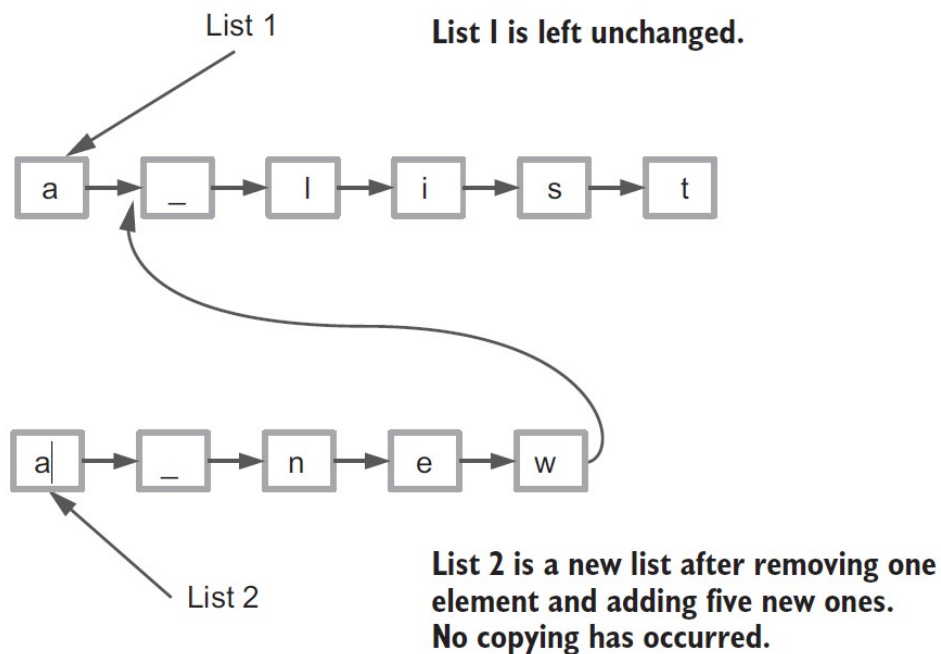 List 1
List 1 is left unchanged.
a _ l i s t
a _ n e w
List 2
List 2 is a new list after removing one
element and adding five new ones.
No copying has occurred.